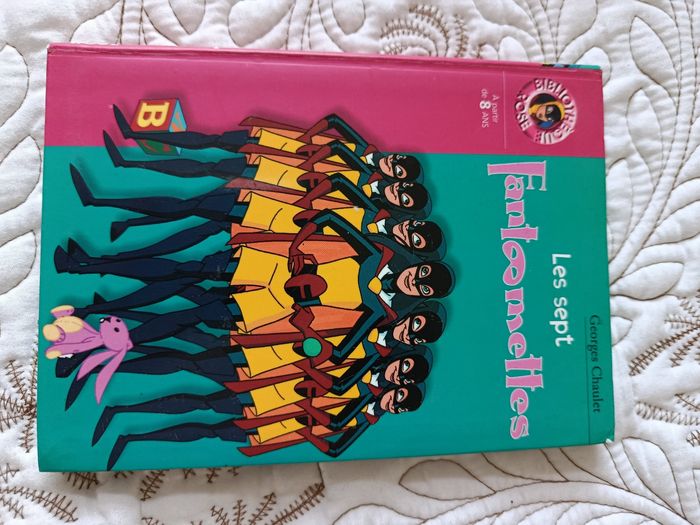 Georges Chaulet
Les sept
Fantômettes
BIBLIOTHÈQUE
ROSE
À partir
de 8 ANS
B